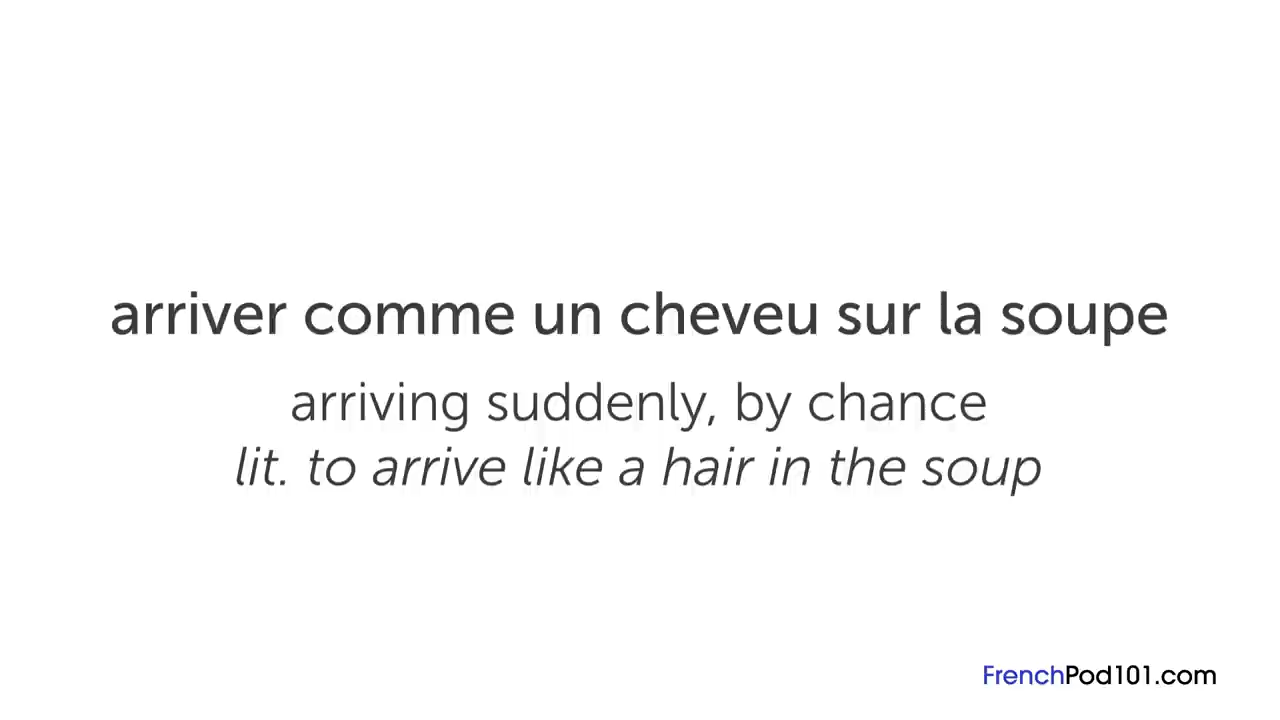 arriver comme un cheveu sur la soupe
arriving suddenly, by chance
lit. to arrive like a hair in the soup
FrenchPod101.com